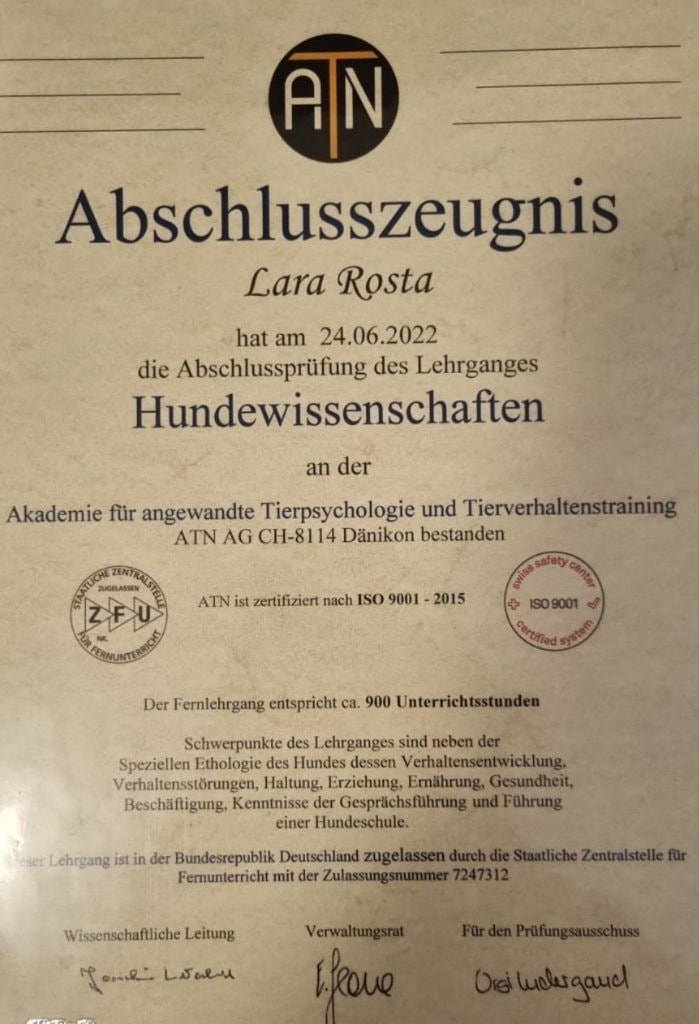 ATN
Abschlusszeugnis
Lara Rosta
hat am 24.06.2022
die Abschlussprüfung des Lehrganges
Hundewissenschaften
an der
Akademie für angewandte Tierpsychologie und Tierverhaltenstraining
ATN AG CH-8114 Dänikon bestanden
STAATLICHE ZENTRALSTELLE
ZUGELASSEN
ZFU
NR.
FÜR FERNUNTERRICHT
ATN ist zertifiziert nach ISO 9001 - 2015
swiss safety center
ISO 9001
certified system
Der Fernlehrgang entspricht ca. 900 Unterrichtsstunden
Schwerpunkte des Lehrganges sind neben der
Speziellen Ethologie des Hundes dessen Verhaltensentwicklung,
Verhaltensstörungen, Haltung, Erziehung, Ernährung, Gesundheit,
Beschäftigung, Kenntnisse der Gesprächsführung und Führung
einer Hundeschule.
Dieser Lehrgang ist in der Bundesrepublik Deutschland zugelassen durch die Staatliche Zentralstelle für
Fernunterricht mit der Zulassungsnummer 7247312
Wissenschaftliche Leitung
Verwaltungsrat
Für den Prüfungsausschuss